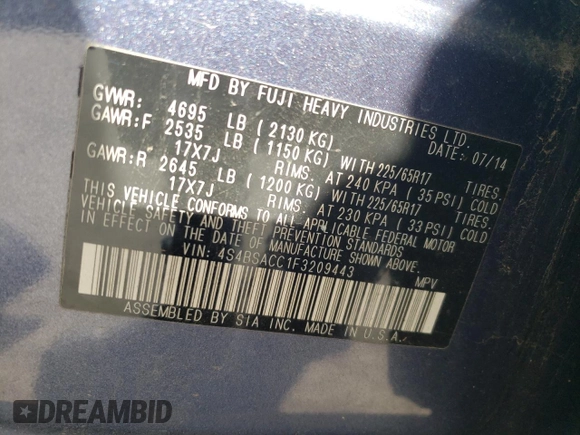 MFD BY FUJI HEAVY INDUSTRIES LTD.
GVWR: 4695 LB (2130 KG) DATE: 07/14
GAWR:F 2535 LB (1150 KG) WITH 225/65R17 TIRES.
17X7J RIMS. AT 240 KPA (35 PSI) COLD
GAWR:R 2645 LB (1200 KG) WITH 225/65R17 TIRES.
17X7J RIMS. AT 230 KPA (33 PSI) COLD
THIS VEHICLE CONFORMS TO ALL APPLICABLE FEDERAL MOTOR
VEHICLE SAFETY AND THEFT PREVENTION STANDARDS
IN EFFECT ON THE DATE OF MANUFACTURE SHOWN ABOVE.
VIN: 4S4BSACC1F3209443 MPV
ASSEMBLED BY SIA INC. MADE IN U.S.A.
DREAMBID